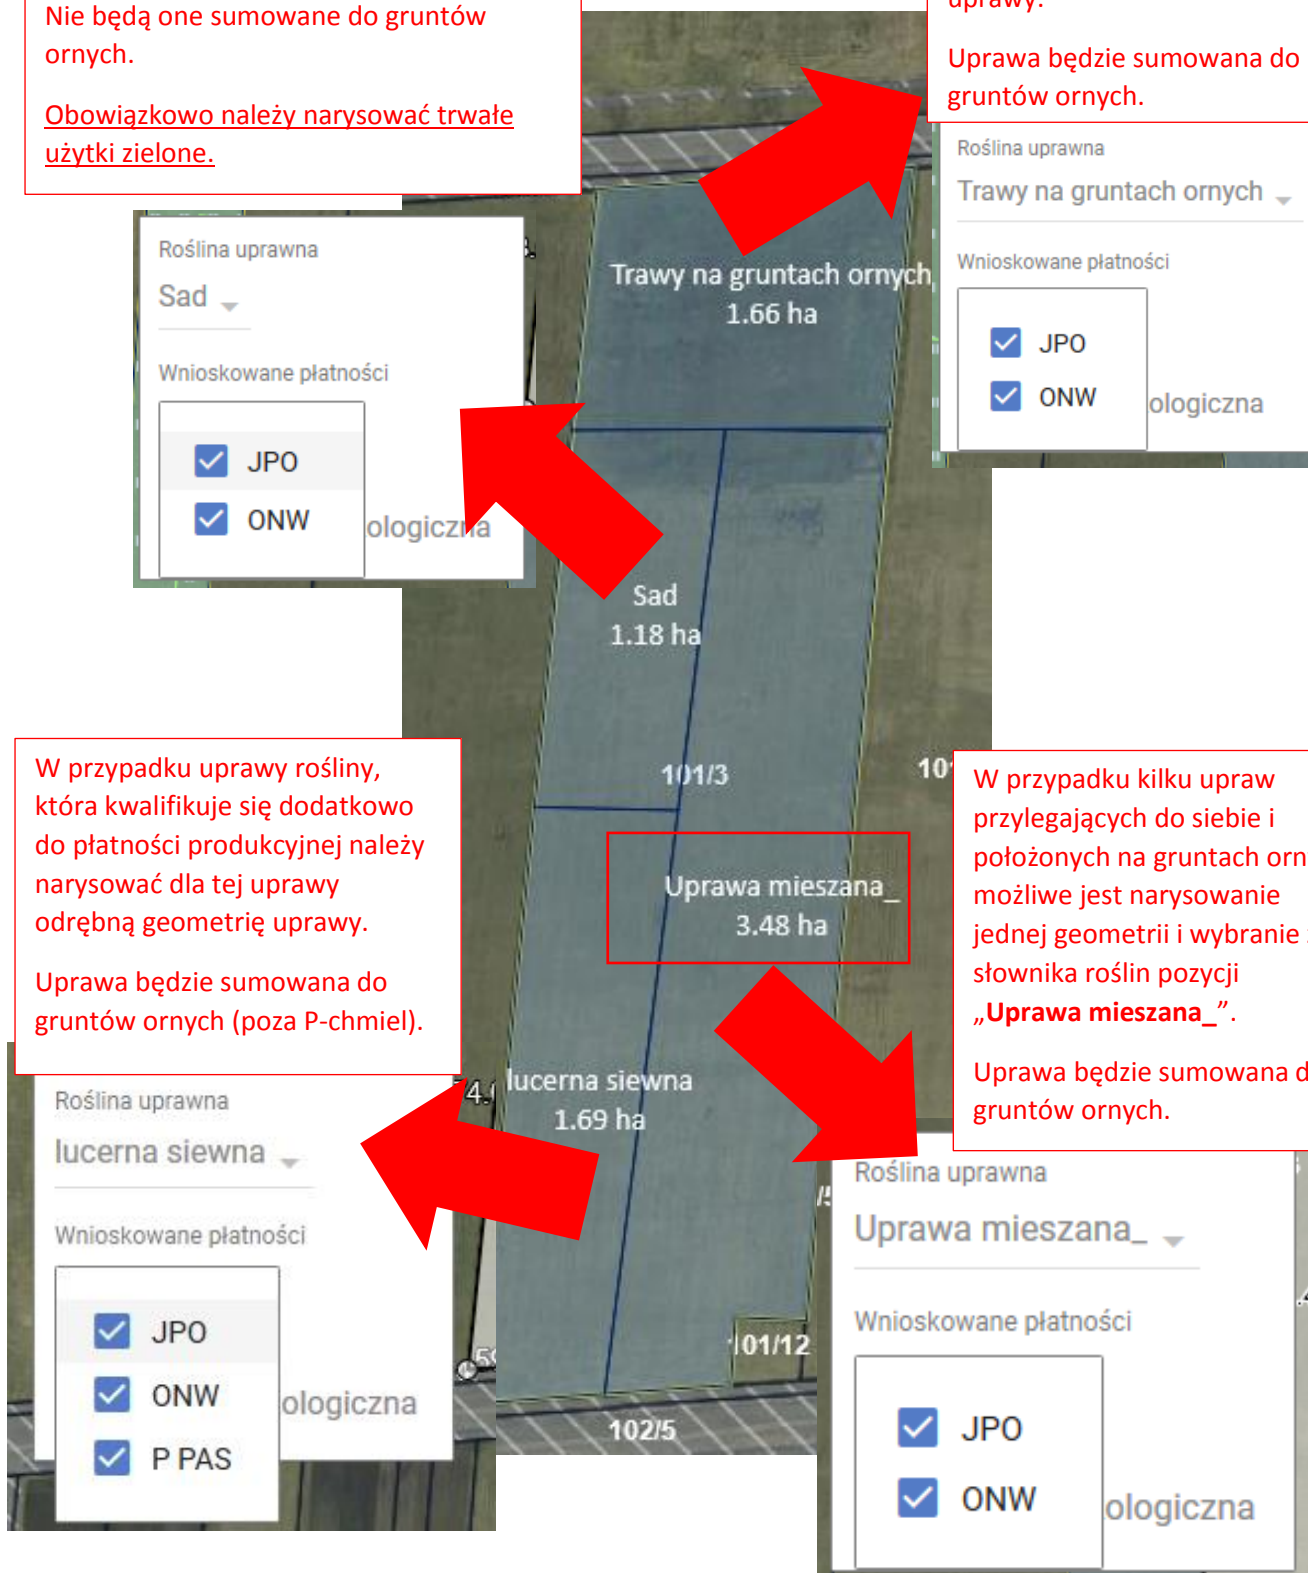 Nie będą one sumowane do gruntów
ornych.
Obowiązkowo należy narysować trwałe
użytki zielone.
uprawy.
Uprawa będzie sumowana do
gruntów ornych.
Roślina uprawna
Trawy na gruntach ornych
Wnioskowane płatności
JPO
ONW
ologiczna
Roślina uprawna
Sad
Wnioskowane płatności
JPO
ONW
ologiczna
Trawy na gruntach ornych
1.66 ha
Sad
1.18 ha
101/3
10
Uprawa mieszana_
3.48 ha
lucerna siewna
1.69 ha
101/12
102/5
W przypadku uprawy rośliny,
która kwalifikuje się dodatkowo
do płatności produkcyjnej należy
narysować dla tej uprawy
odrębną geometrię uprawy.
Uprawa będzie sumowana do
gruntów ornych (poza P-chmiel).
Roślina uprawna
lucerna siewna
Wnioskowane płatności
JPO
ONW
P PAS
ologiczna
W przypadku kilku upraw
przylegających do siebie i
położonych na gruntach orn
możliwe jest narysowanie
jednej geometrii i wybranie
słownika roślin pozycji
„Uprawa mieszana_”.
Uprawa będzie sumowana d
gruntów ornych.
Roślina uprawna
Uprawa mieszana_
Wnioskowane płatności
JPO
ONW
ologiczna